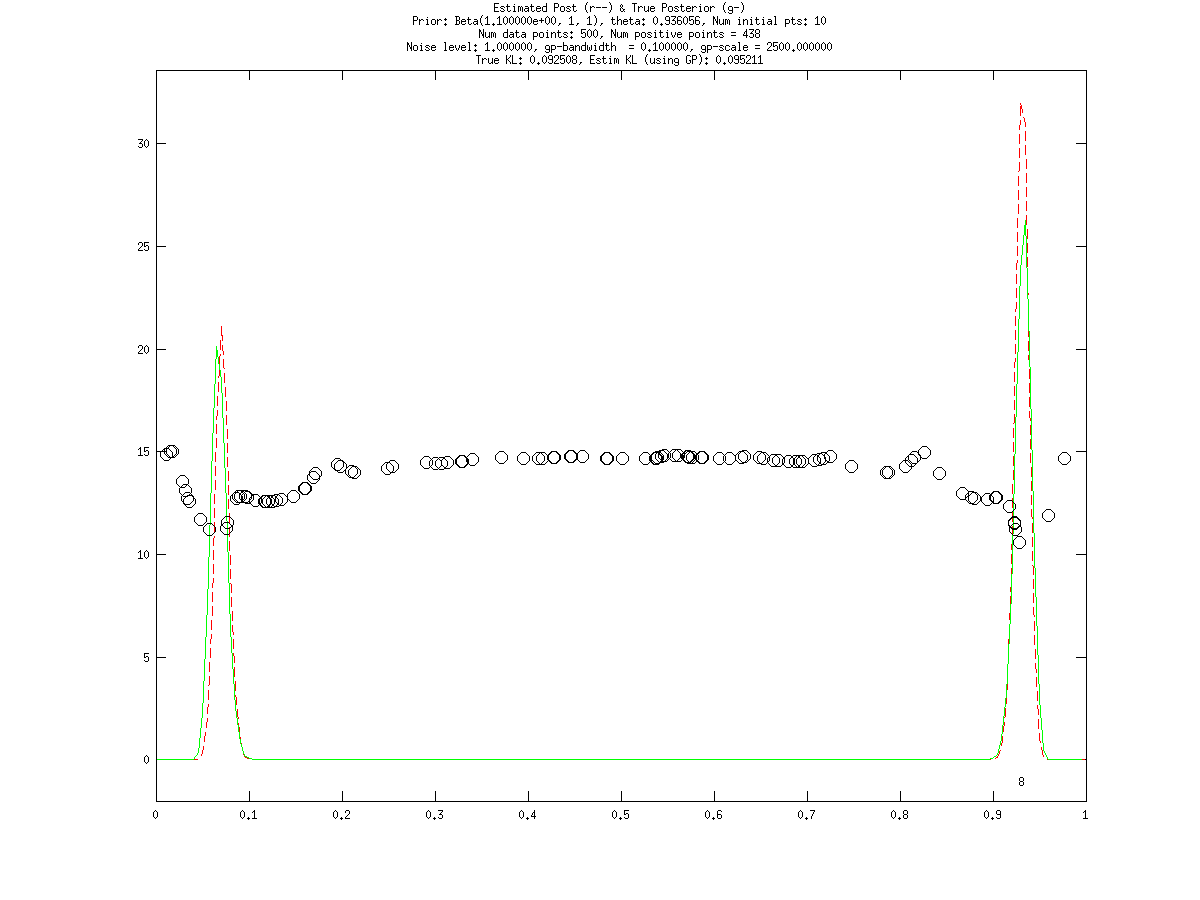 Estimated Post (r--) & True Posterior (g-)
Prior: Beta(1.100000e+00, 1, 1), theta: 0.936056, Num initial pts: 10
Num data points: 500, Num positive points = 438
Noise level: 1.000000, gp-bandwidth  = 0.100000, gp-scale = 2500.000000
True KL: 0.092508, Estim KL (using GP): 0.095211
30
25
20
15
10
5
0
8
0 0.1 0.2 0.3 0.4 0.5 0.6 0.7 0.8 0.9 1